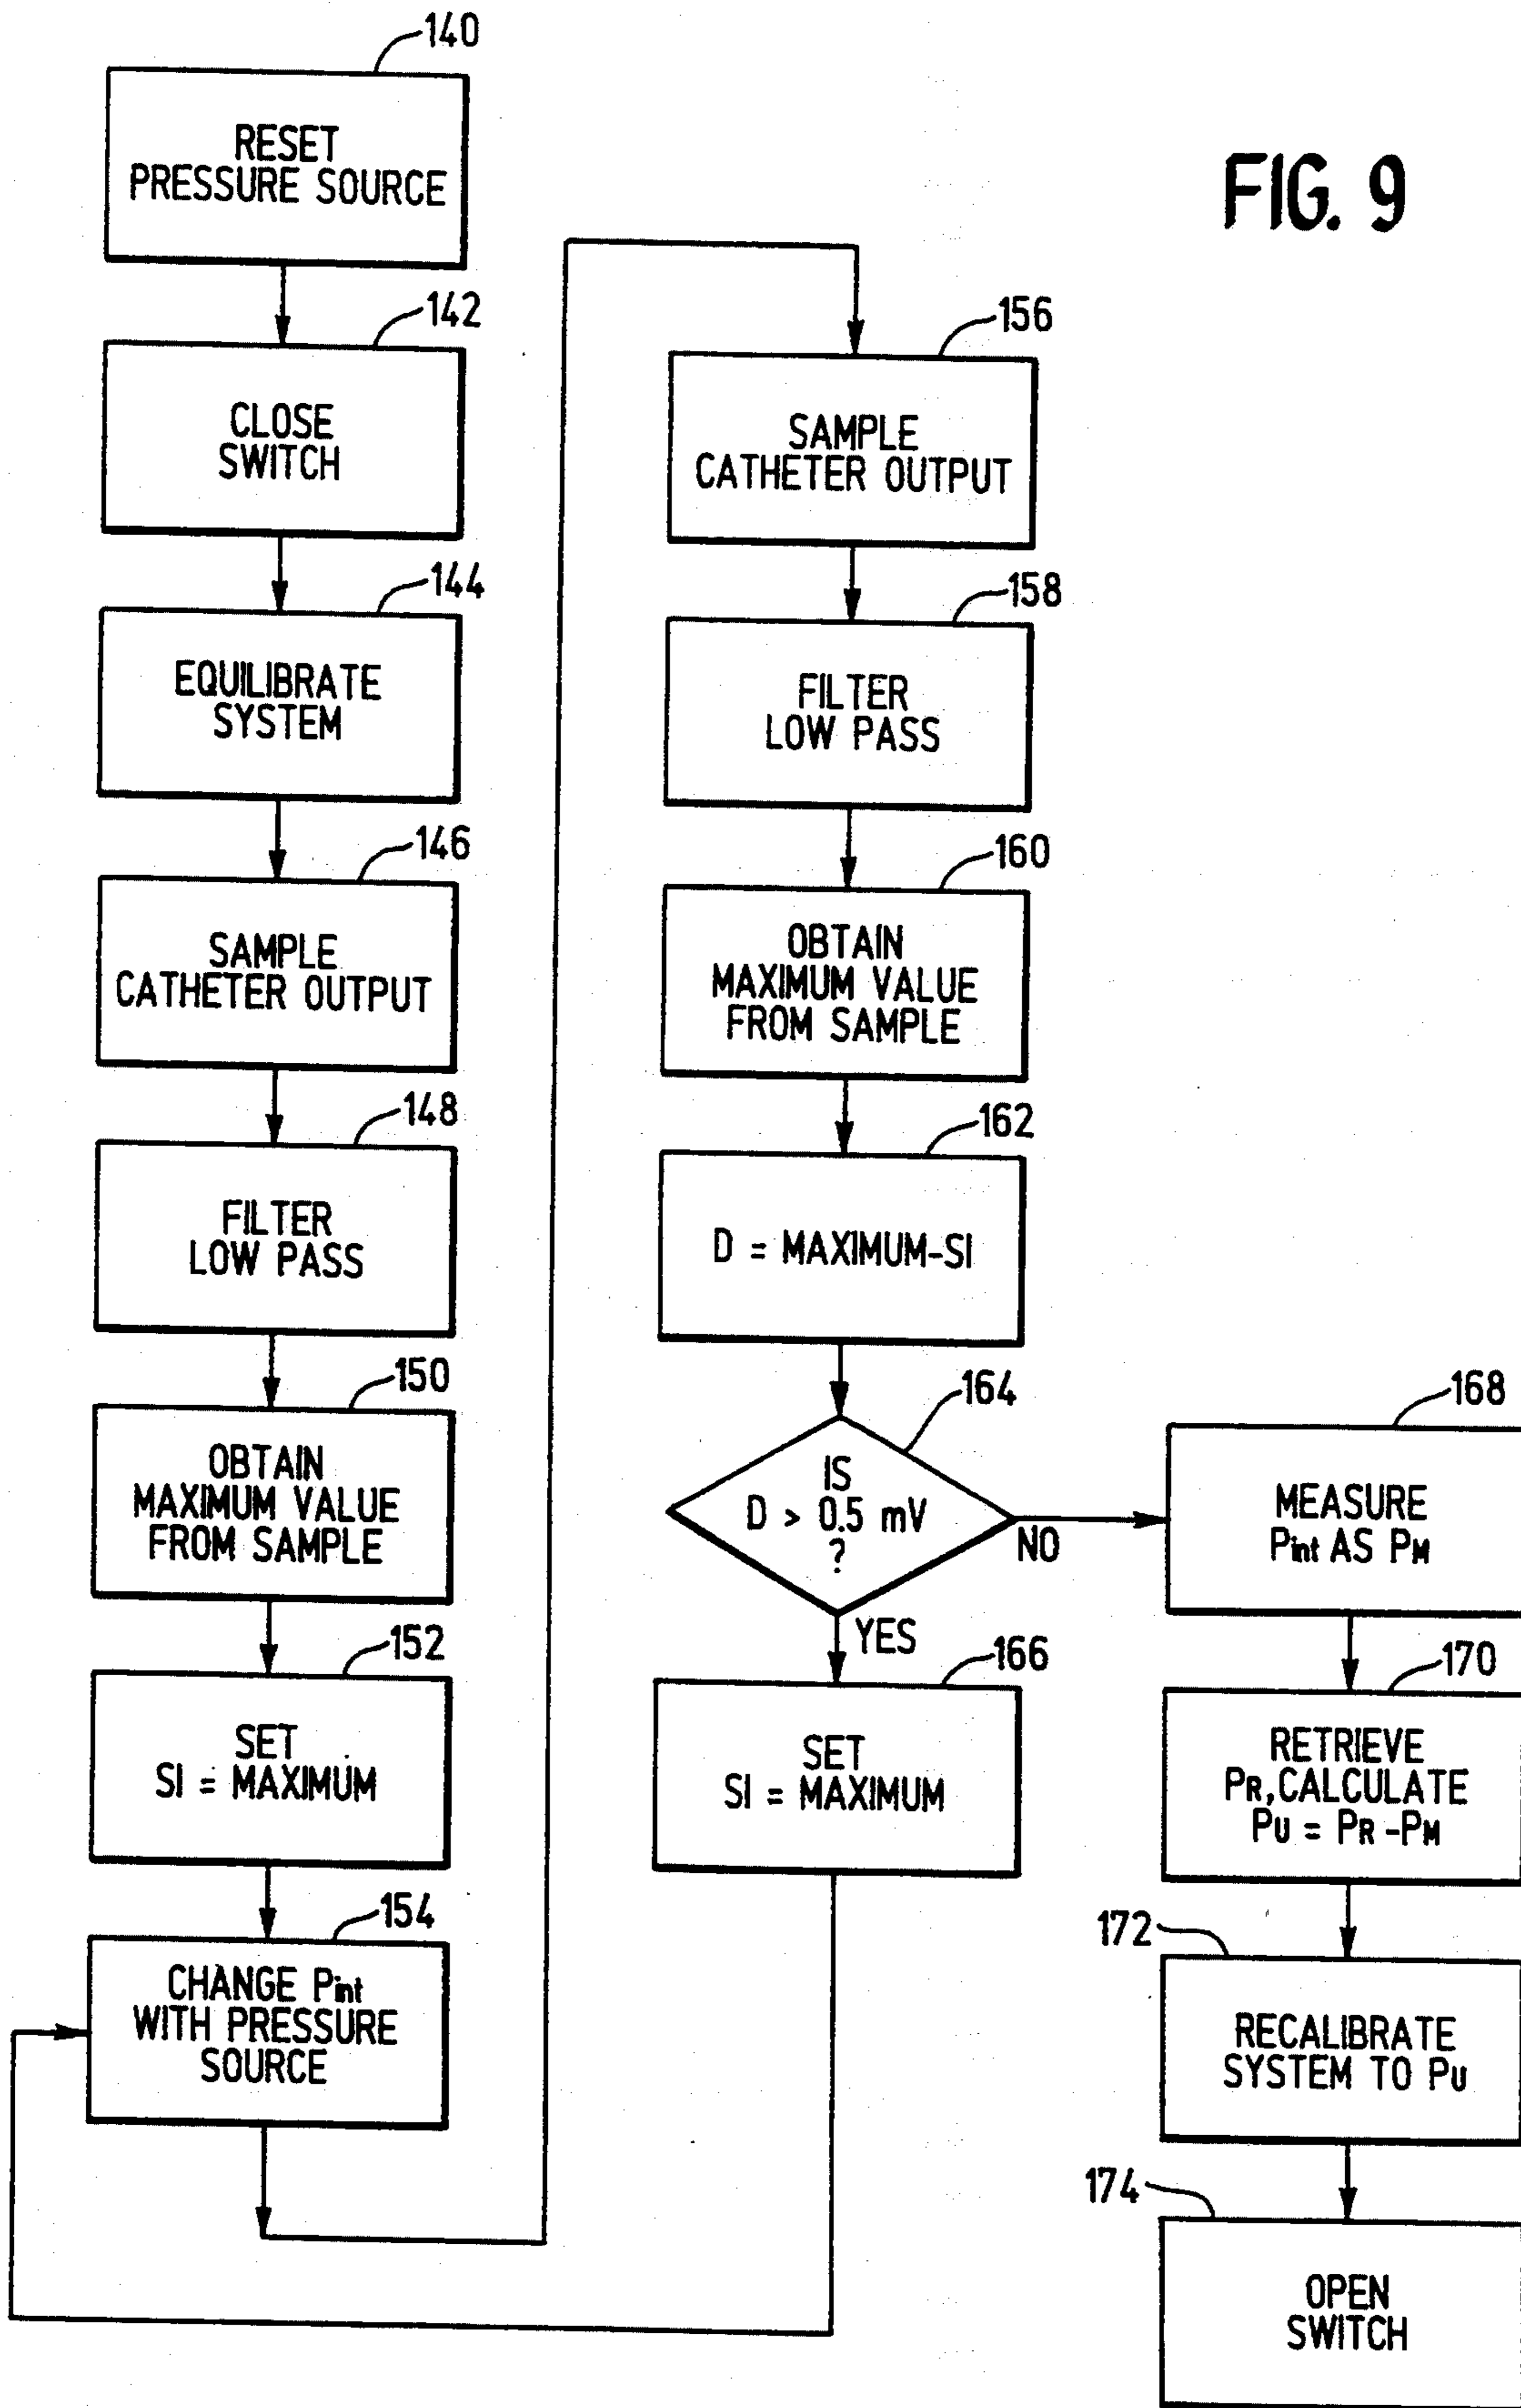 FIG. 9
140
RESET
PRESSURE SOURCE
142
CLOSE
SWITCH
144
EQUILIBRATE
SYSTEM
146
SAMPLE
CATHETER OUTPUT
148
FILTER
LOW PASS
150
OBTAIN
MAXIMUM VALUE
FROM SAMPLE
152
SET
SI = MAXIMUM
154
CHANGE Pint
WITH PRESSURE
SOURCE
156
SAMPLE
CATHETER OUTPUT
158
FILTER
LOW PASS
160
OBTAIN
MAXIMUM VALUE
FROM SAMPLE
162
D = MAXIMUM-SI
164
IS
D > 0.5 mV
?
NO
YES
166
SET
SI = MAXIMUM
168
MEASURE
Pint AS PM
170
RETRIEVE
PR,CALCULATE
PU = PR -PM
172
RECALIBRATE
SYSTEM TO PU
174
OPEN
SWITCH